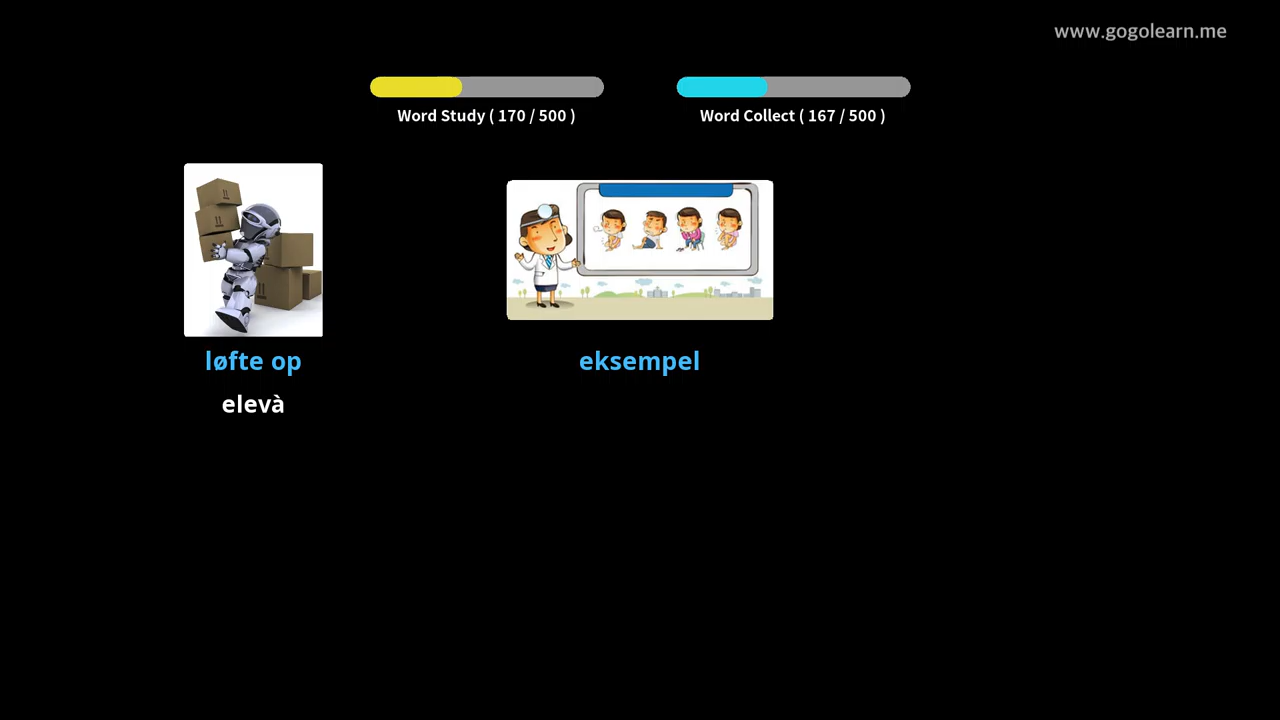 www.gogolearn.me
Word Study ( 170 / 500 )
Word Collect ( 167 / 500 )
løfte op
eksempel
elevà